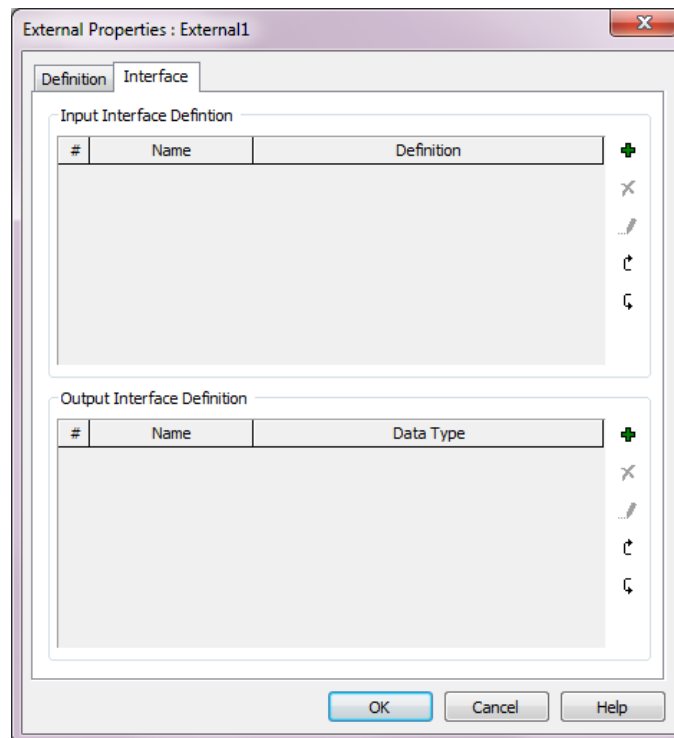 External Properties : External1
Definition Interface
Input Interface Defintion
# Name Definition
Output Interface Definition
# Name Data Type
OK Cancel Help